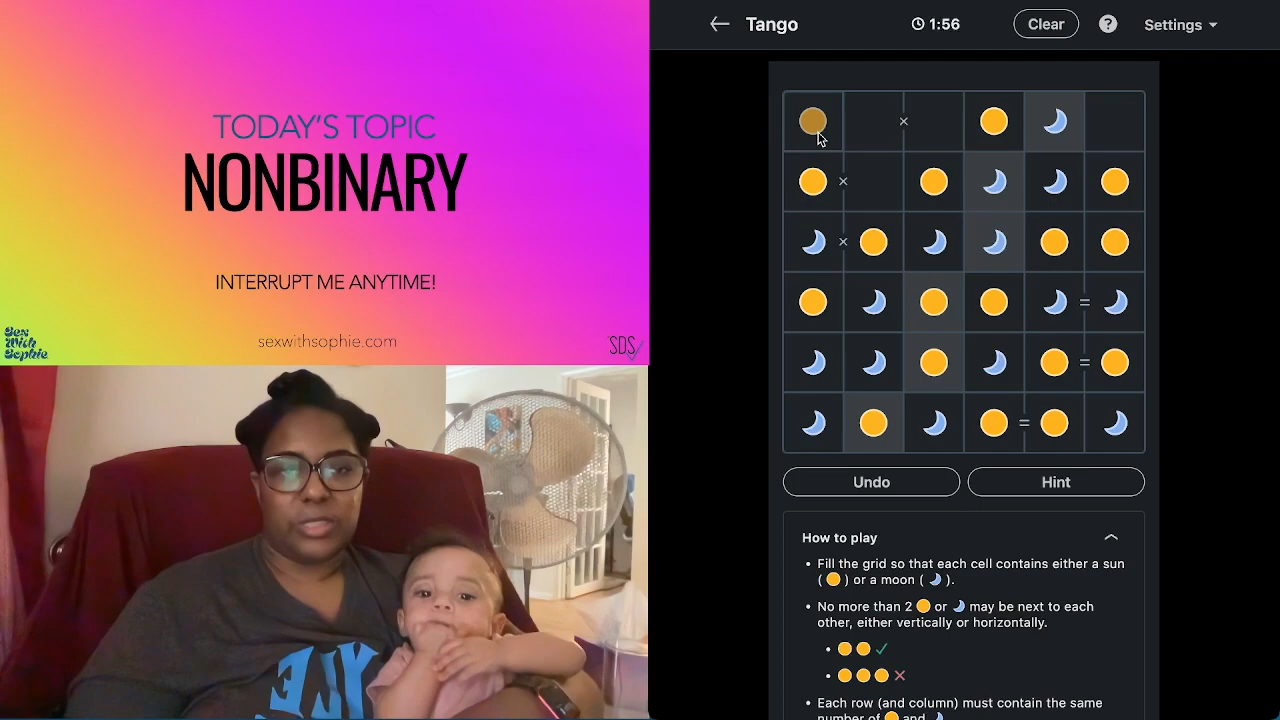 TODAY'S TOPIC
NONBINARY
INTERRUPT ME ANYTIME!
sexwithsophie.com
Sex
With
Sophie
SDS
Tango
1:56
Clear
?
Settings
×
×
×
=
=
=
Undo
Hint
How to play
• Fill the grid so that each cell contains either a sun
( ) or a moon ( ).
• No more than 2 or may be next to each
other, either vertically or horizontally.
• Each row (and column) must contain the same
number of and